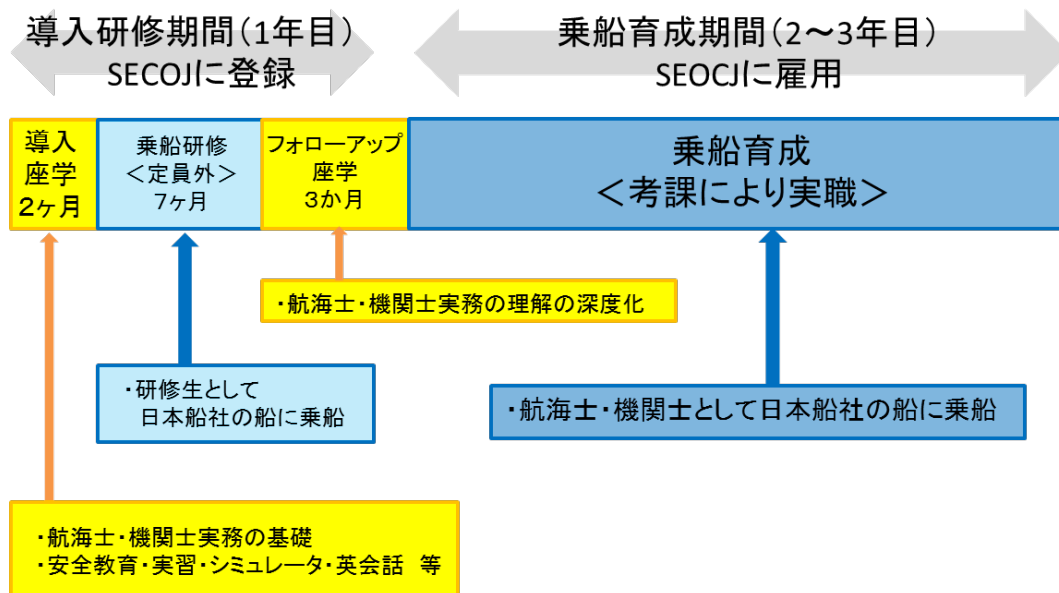 導入研修期間(1年目)
SECOJに登録
乗船育成期間(2～3年目)
SEOCJに雇用
導入
座学
2ヶ月
乗船研修
＜定員外＞
7ヶ月
フォローアップ
座学
3か月
乗船育成
＜考課により実職＞
・航海士・機関士実務の理解の深度化
・研修生として
日本船社の船に乗船
・航海士・機関士として日本船社の船に乗船
・航海士・機関士実務の基礎
・安全教育・実習・シミュレータ・英会話 等